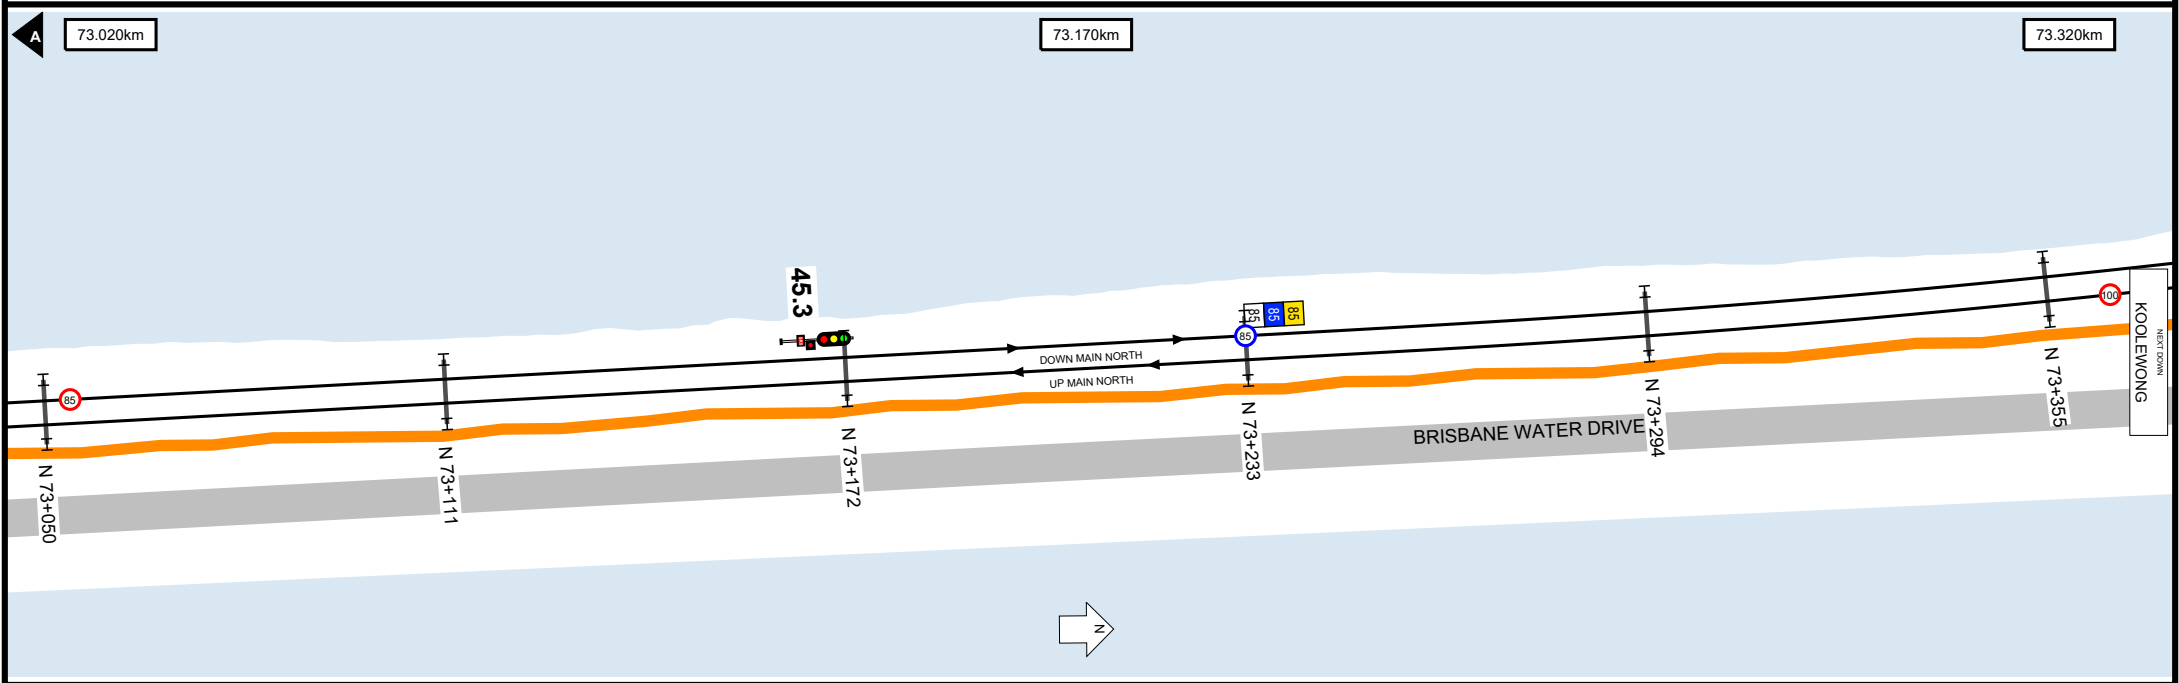 A
73.020km
73.170km
73.320km
45.3
85
85
85
85
85
100
DOWN MAIN NORTH
UP MAIN NORTH
BRISBANE WATER DRIVE
N 73+050
N 73+111
N 73+172
N 73+233
N 73+294
N 73+355
NEXT DOWN
KOOLEWONG
N